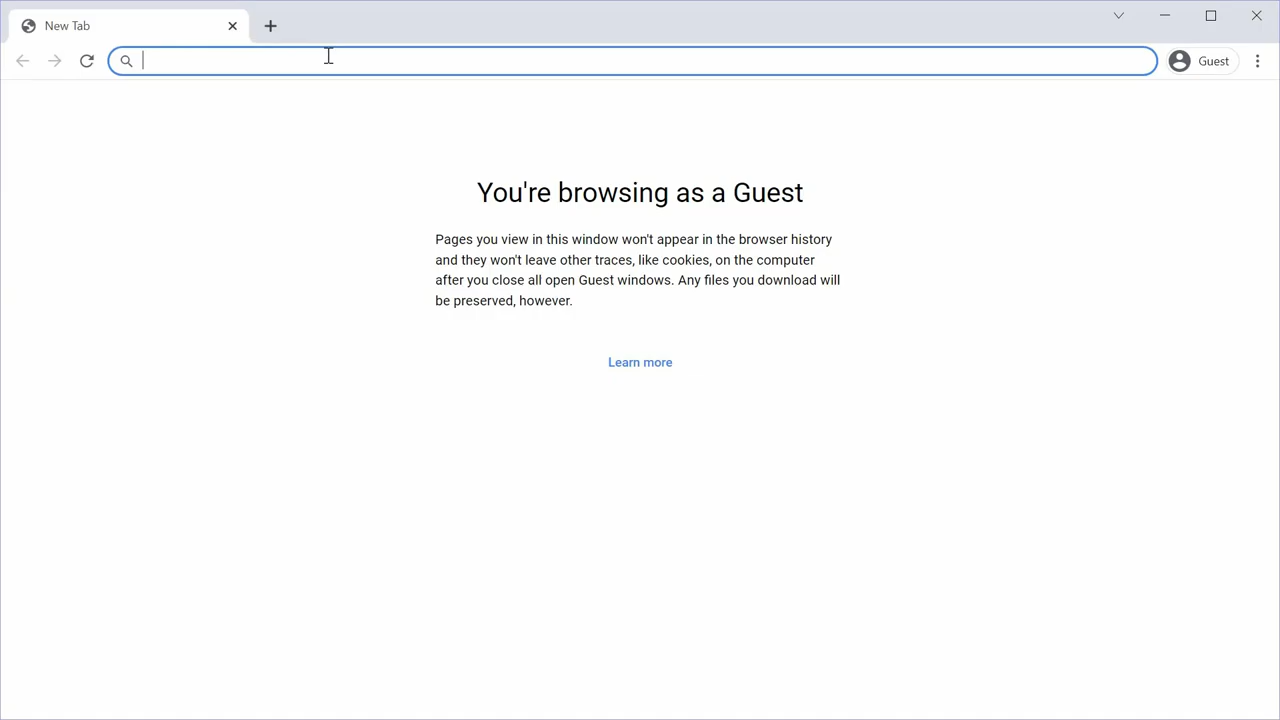 New Tab
Guest
You're browsing as a Guest
Pages you view in this window won't appear in the browser history
and they won't leave other traces, like cookies, on the computer
after you close all open Guest windows. Any files you download will
be preserved, however.
Learn more